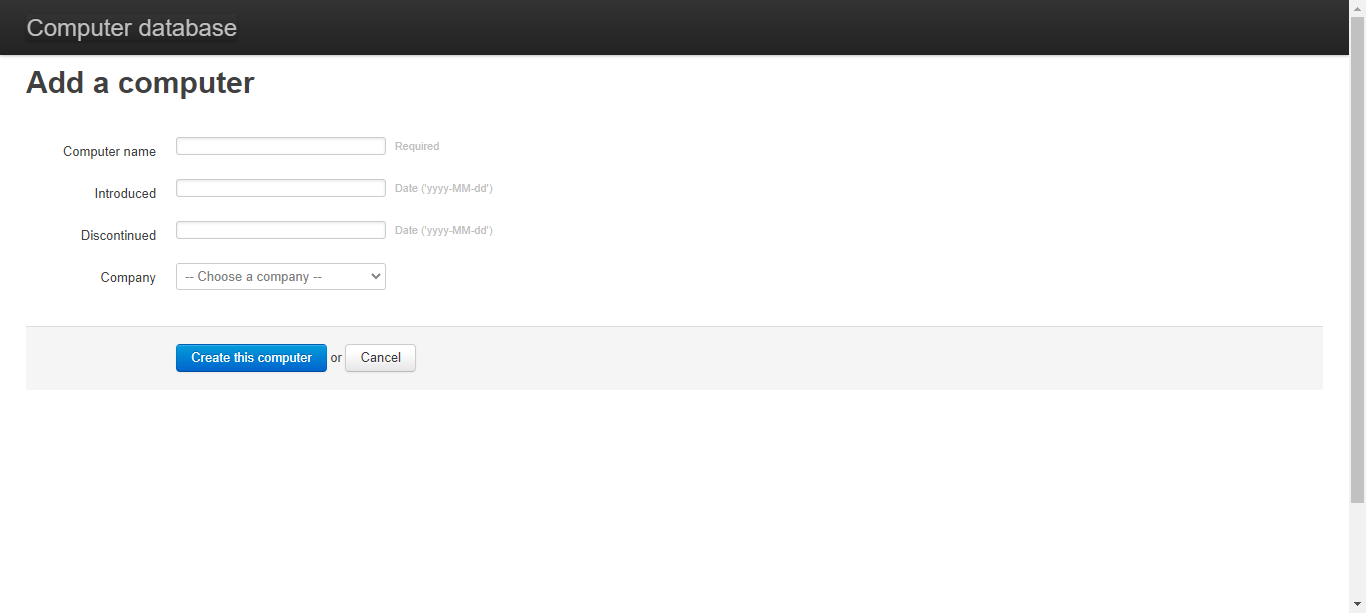 Computer database
Add a computer
Computer name Required
Introduced Date ('yyyy-MM-dd')
Discontinued Date ('yyyy-MM-dd')
Company -- Choose a company --
Create this computer or Cancel